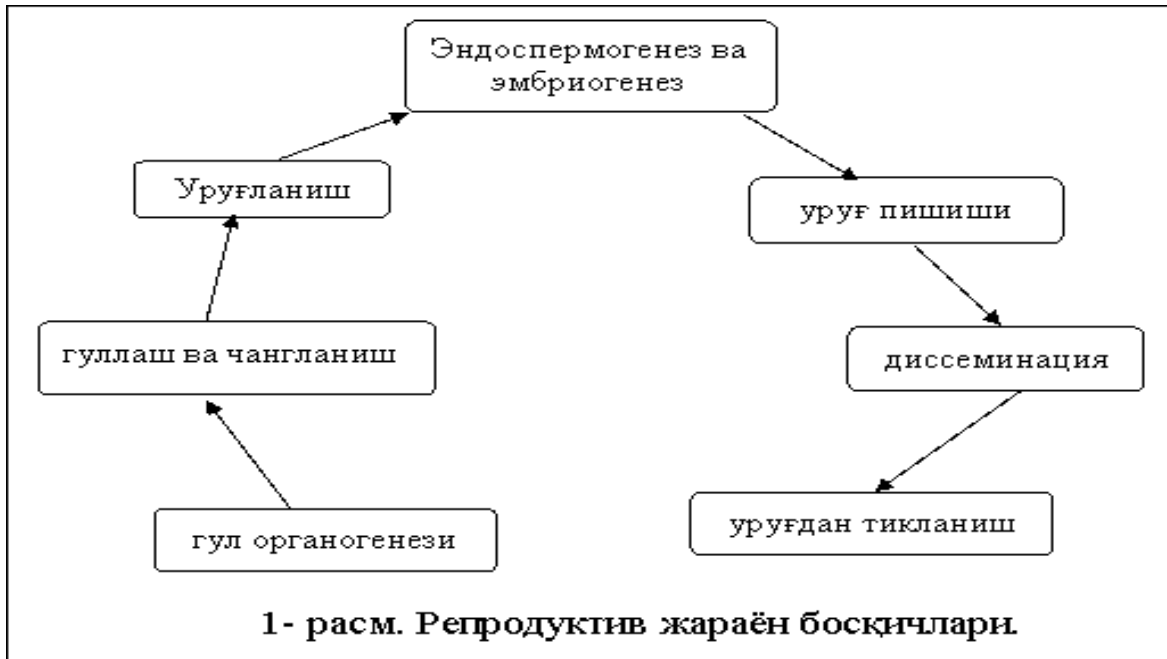 Эндоспермогенез ва
эмбриогенез
Уруғланиш
уруғ пишиши
гуллаш ва чангланиш
диссеминация
гул органогенези
уруғдан тикланиш
1- расм. Репродуктив жараён босқичлари.